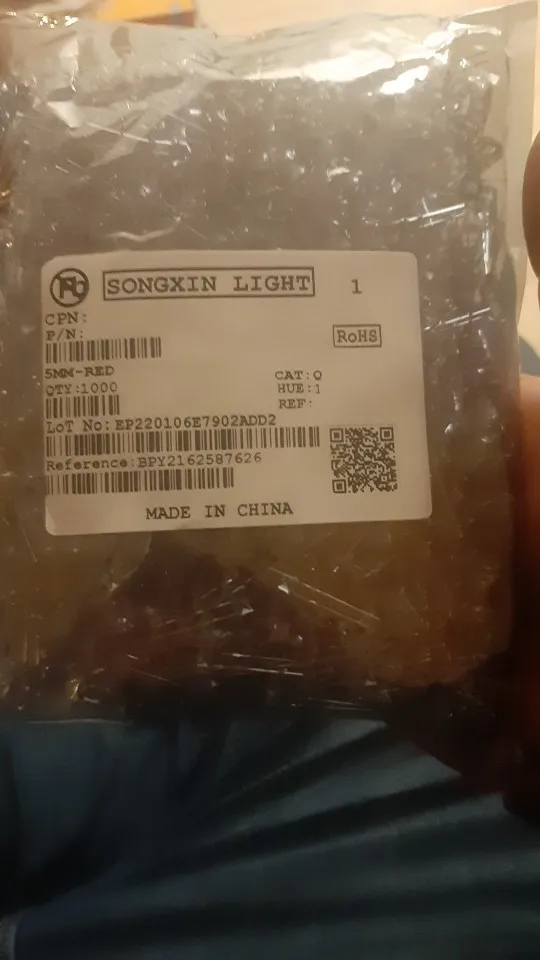 SONGXIN LIGHT 1
CPN:
P/N:
RoHS
5MM-RED
CAT:Q
QTY:1000
HUE:1
REF:
LoT No:EP220106E7902ADD2
Reference:BPY2162587626
MADE IN CHINA